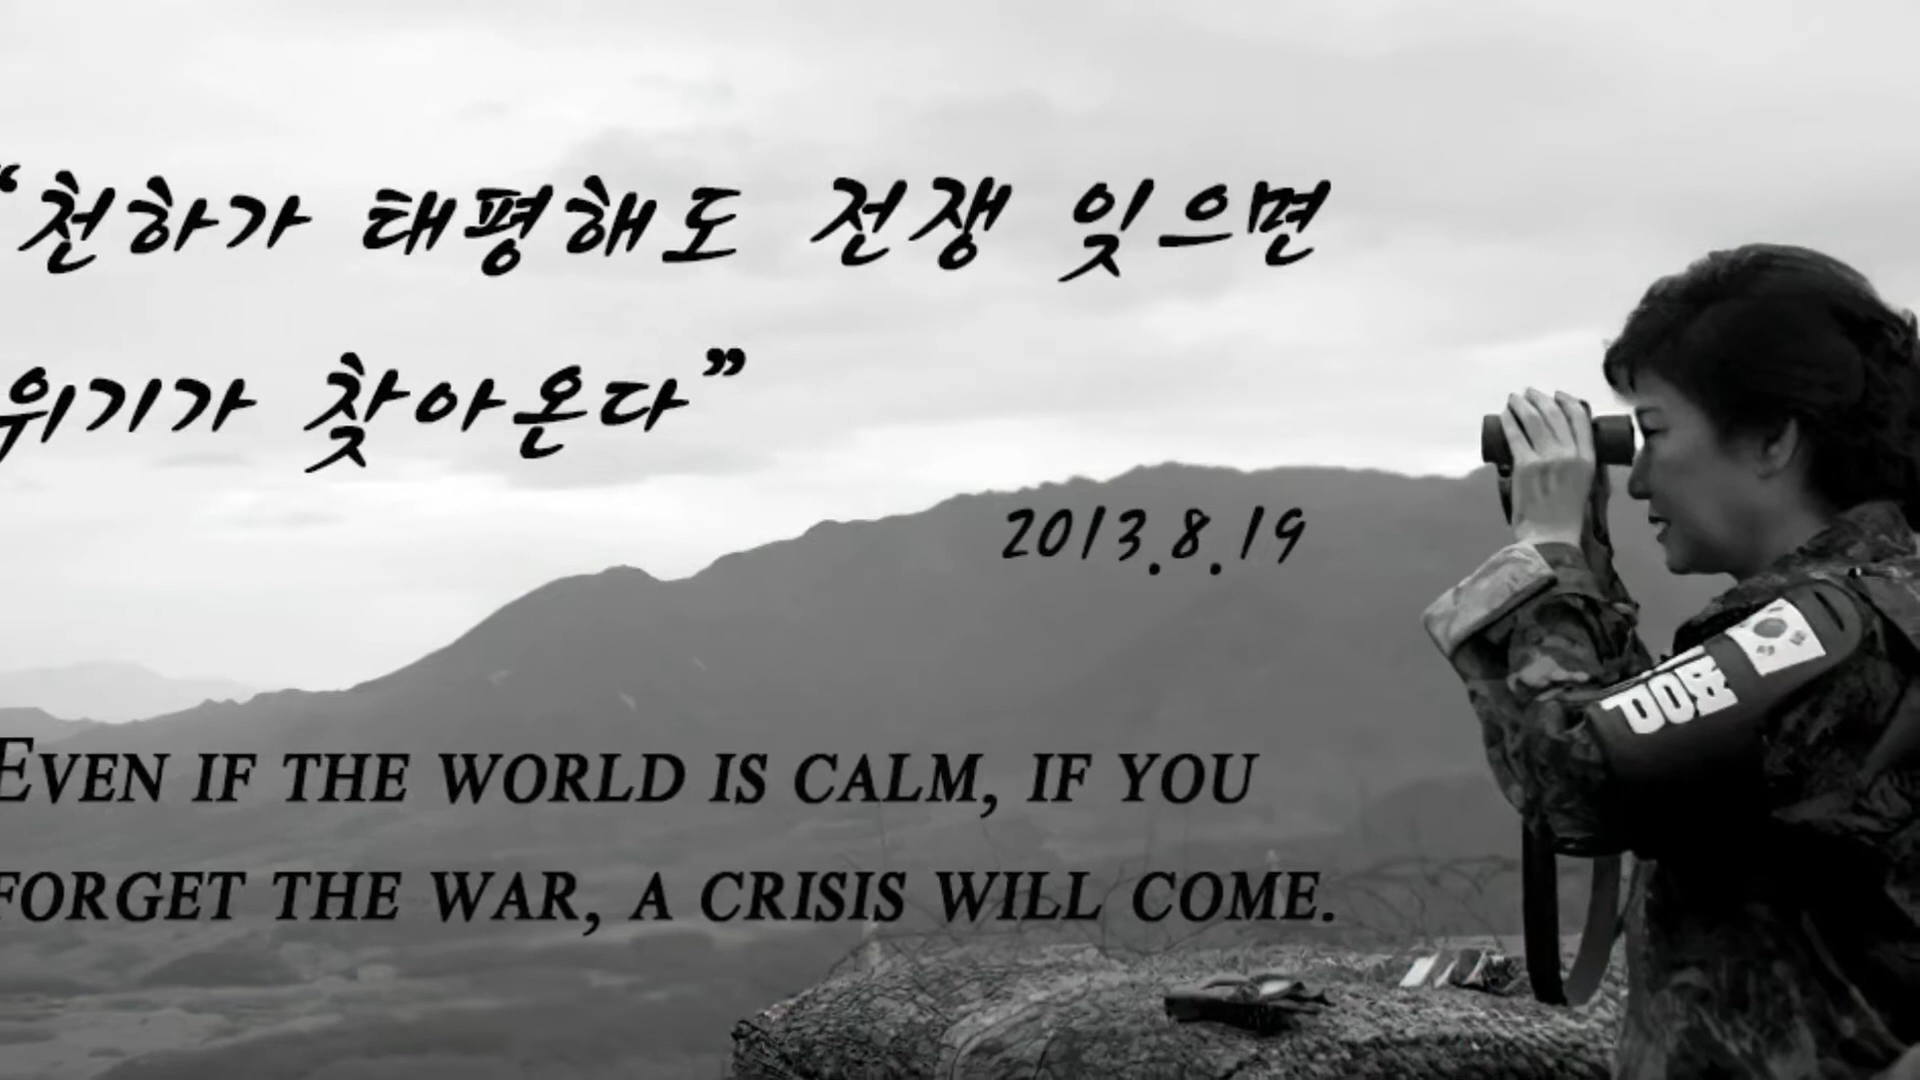 “천하가 태평해도 전쟁 잊으면
위기가 찾아온다”
2013.8.19
EVEN IF THE WORLD IS CALM, IF YOU
FORGET THE WAR, A CRISIS WILL COME.